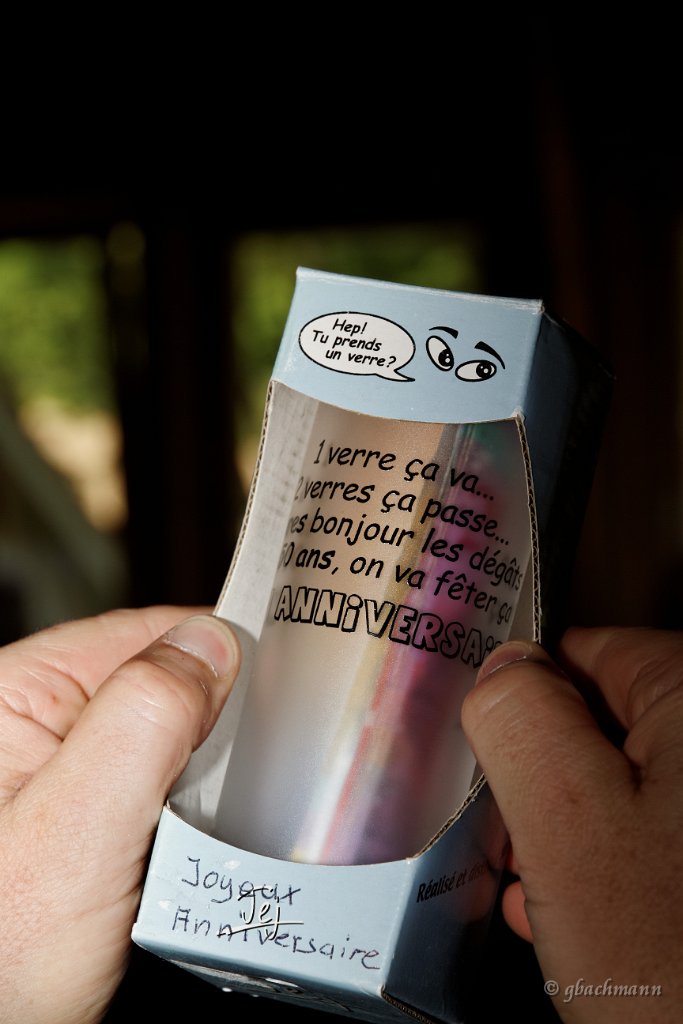 Hep!
Tu prends
un verre?
1 verre ça va...
verres ça passe...
bonjour les dégâts
ans, on va fêter ça
Joyeux
Jej
Anniversaire
Réalisé et
© gbachmann